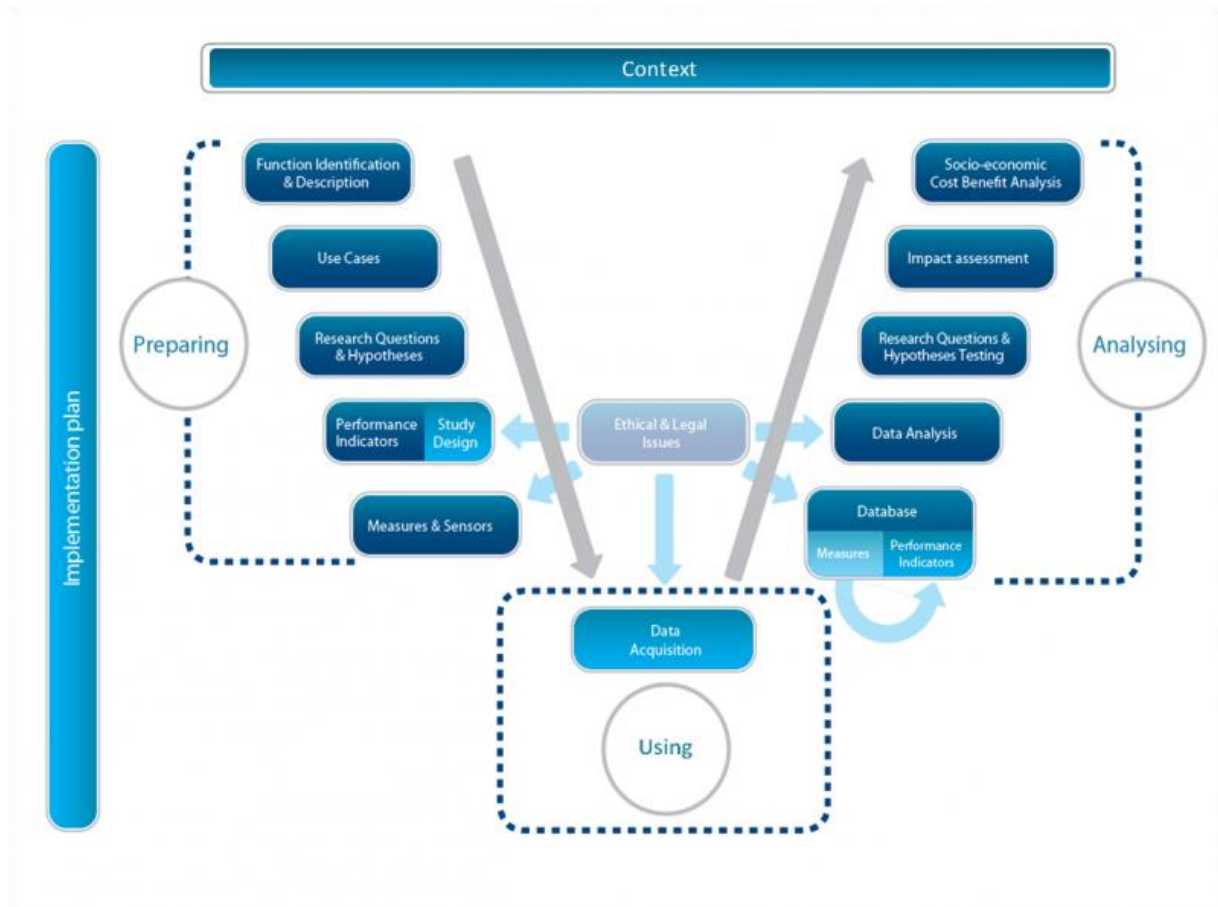 Context
Implementation plan
Preparing
Function Identification
& Description
Use Cases
Research Questions
& Hypotheses
Performance
Indicators
Study
Design
Measures & Sensors
Ethical & Legal
Issues
Data
Acquisition
Using
Socio-economic
Cost Benefit Analysis
Impact assessment
Research Questions &
Hypotheses Testing
Data Analysis
Database
Measures
Performance
Indicators
Analysing